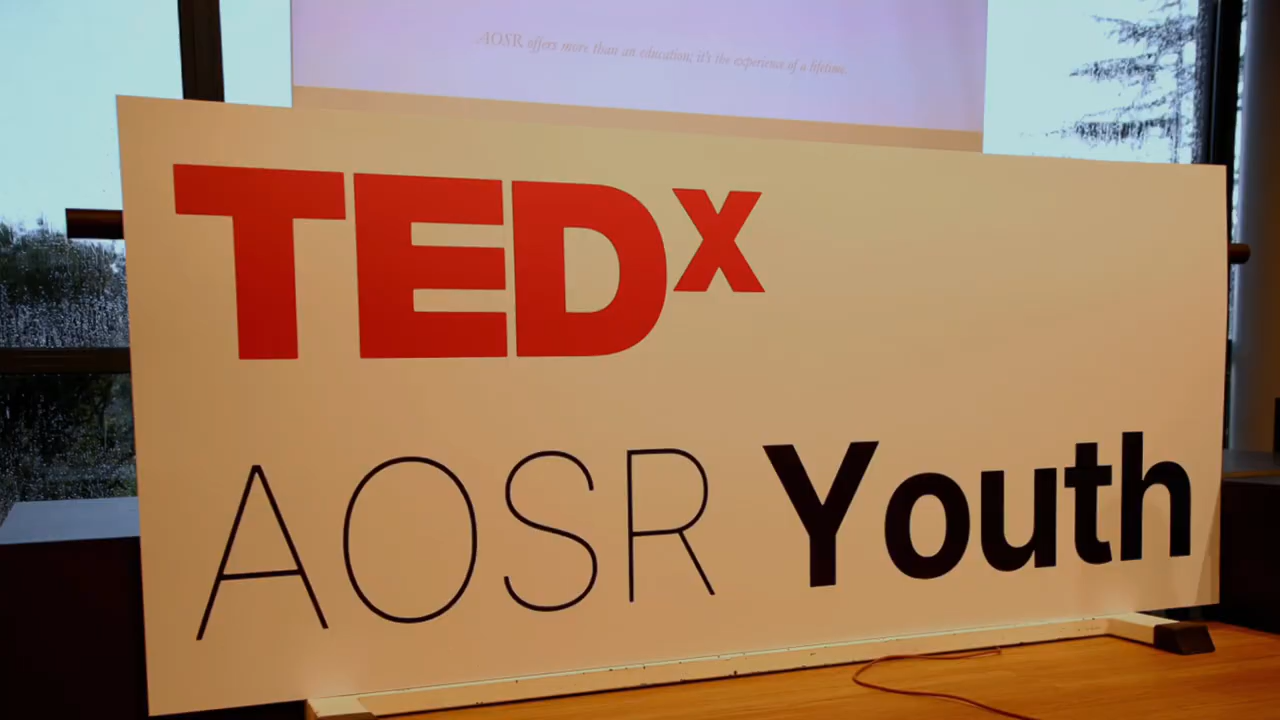 AOSR offers more than an education; it's the experience of a lifetime.
TEDx
AOSR Youth